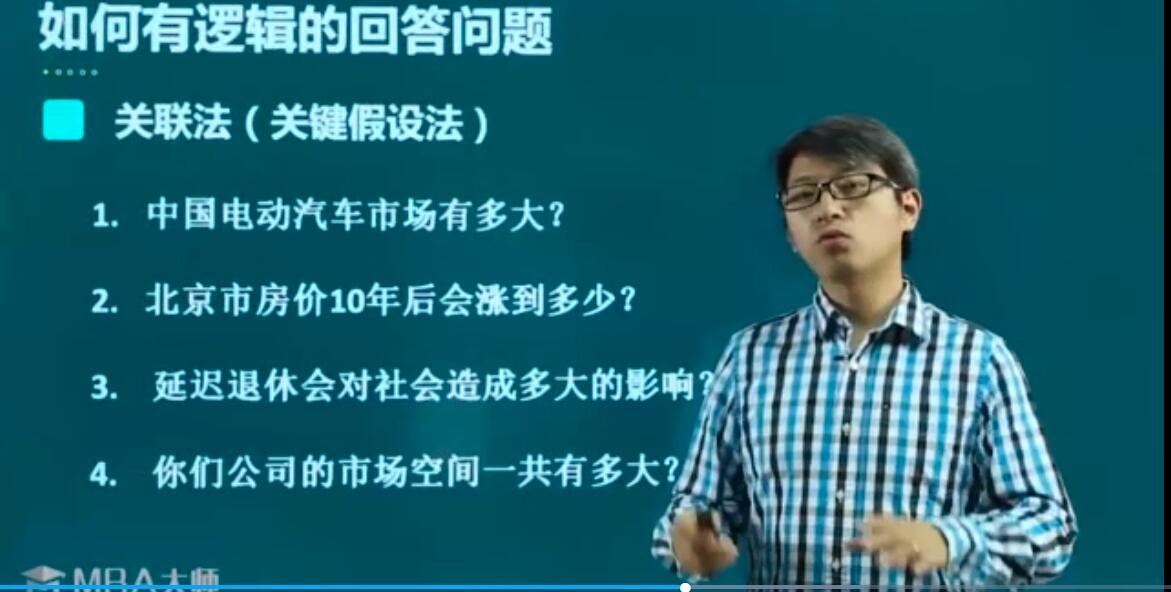 如何有逻辑的回答问题
关联法（关键假设法）
1. 中国电动汽车市场有多大？
2. 北京市房价10年后会涨到多少？
3. 延迟退休会对社会造成多大的影响？
4. 你们公司的市场空间一共有多大？
MBA大师